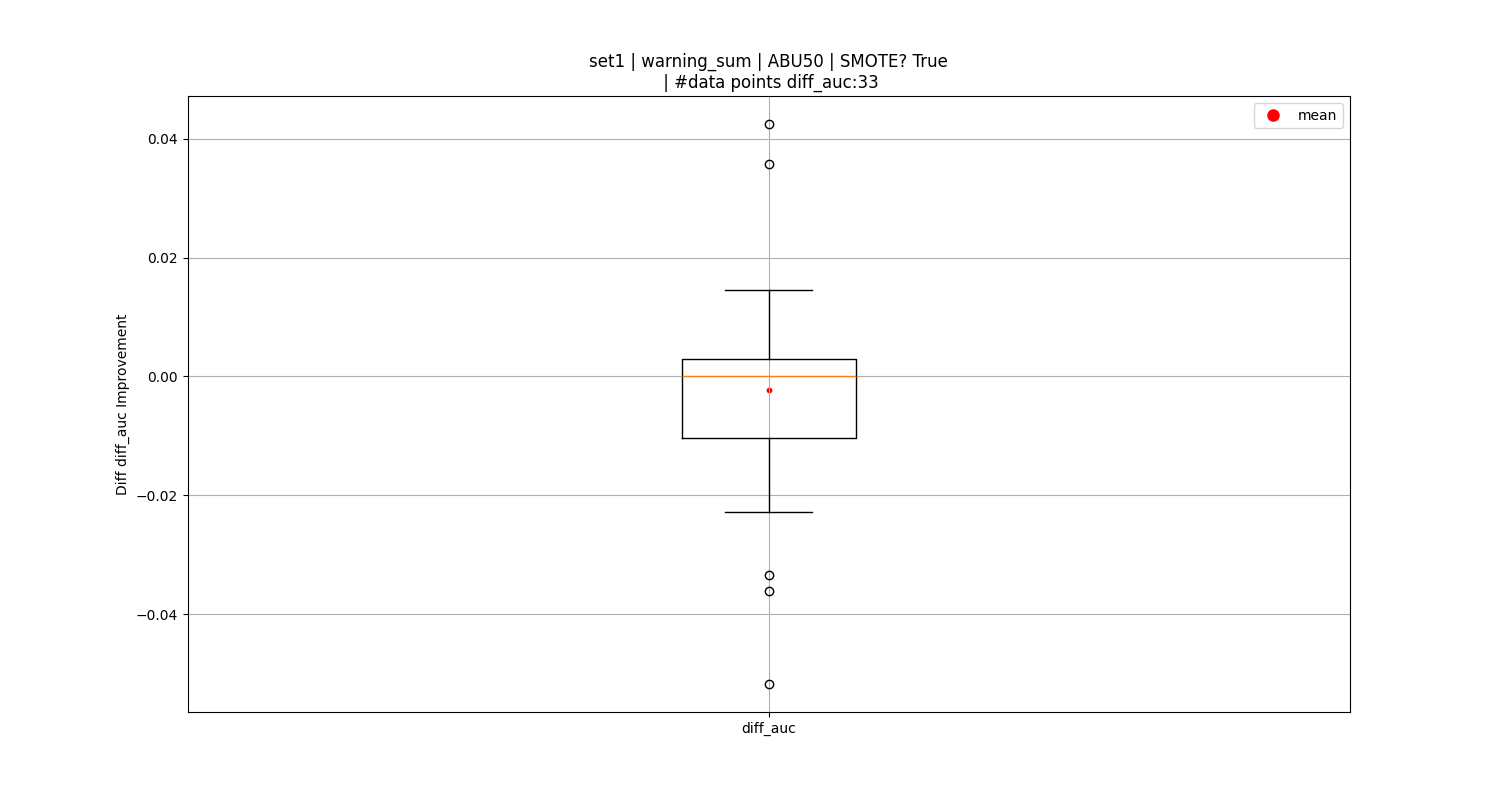 set1 | warning_sum | ABU50 | SMOTE? True
| #data points diff_auc:33
mean
0.04
0.02
0.00
−0.02
−0.04
Diff diff_auc Improvement
diff_auc